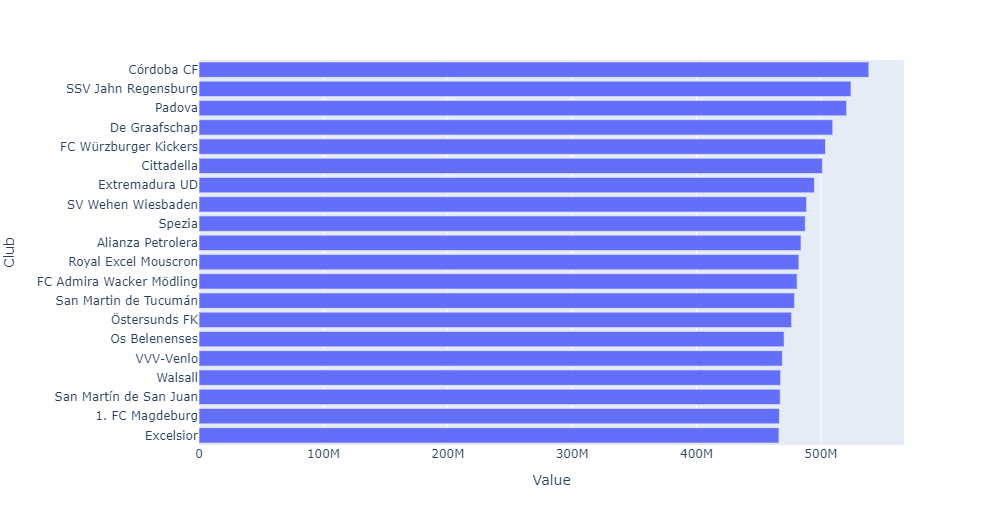 Córdoba CF
SSV Jahn Regensburg
Padova
De Graafschap
FC Würzburger Kickers
Cittadella
Extremadura UD
SV Wehen Wiesbaden
Spezia
Alianza Petrolera
Royal Excel Mouscron
FC Admira Wacker Mödling
San Martin de Tucumán
Östersunds FK
Os Belenenses
VVV-Venlo
Walsall
San Martín de San Juan
1. FC Magdeburg
Excelsior
Club
0 100M 200M 300M 400M 500M
Value